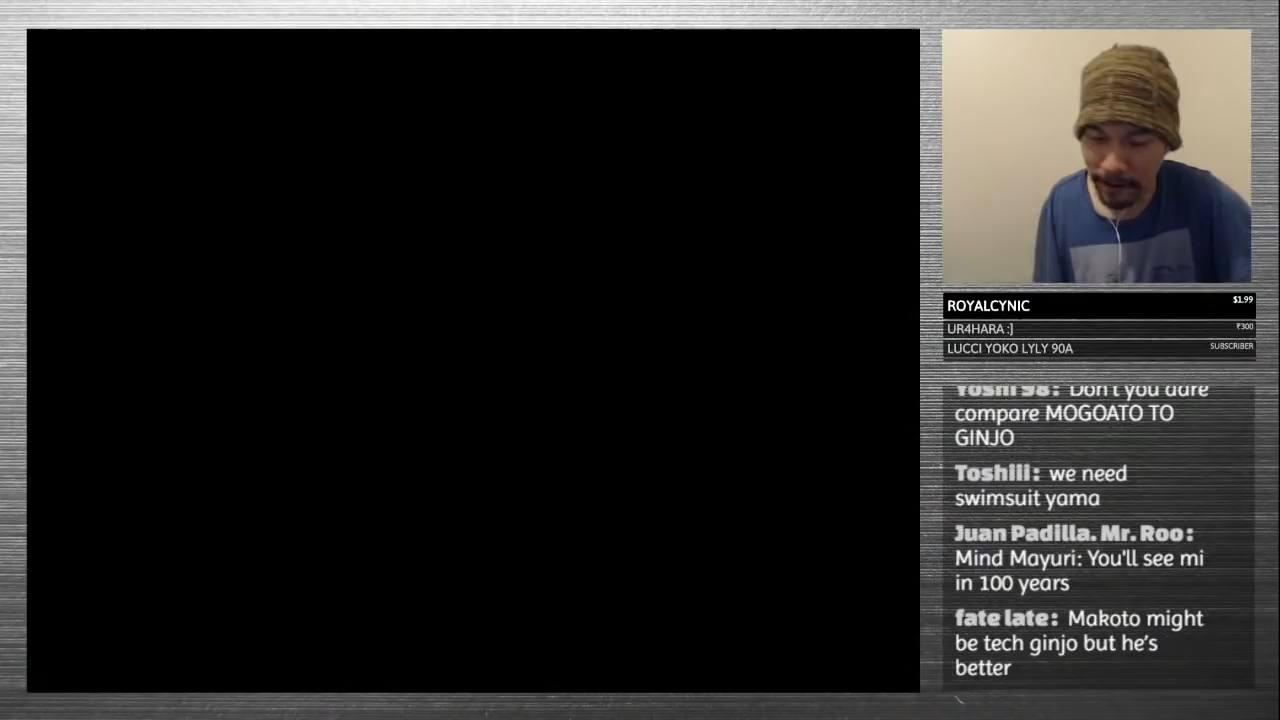 ROYALCYNIC $1.99
UR4HARA :] ₹300
LUCCI YOKO LYLY 90A SUBSCRIBER
Yoshi 98: Don't you dare
compare MOGOATO TO
GINJO
Toshiii: we need
swimsuit yama
Juan Padilla. Mr. Roo:
Mind Mayuri: You'll see mi
in 100 years
fate late: Makoto might
be tech ginjo but he's
better